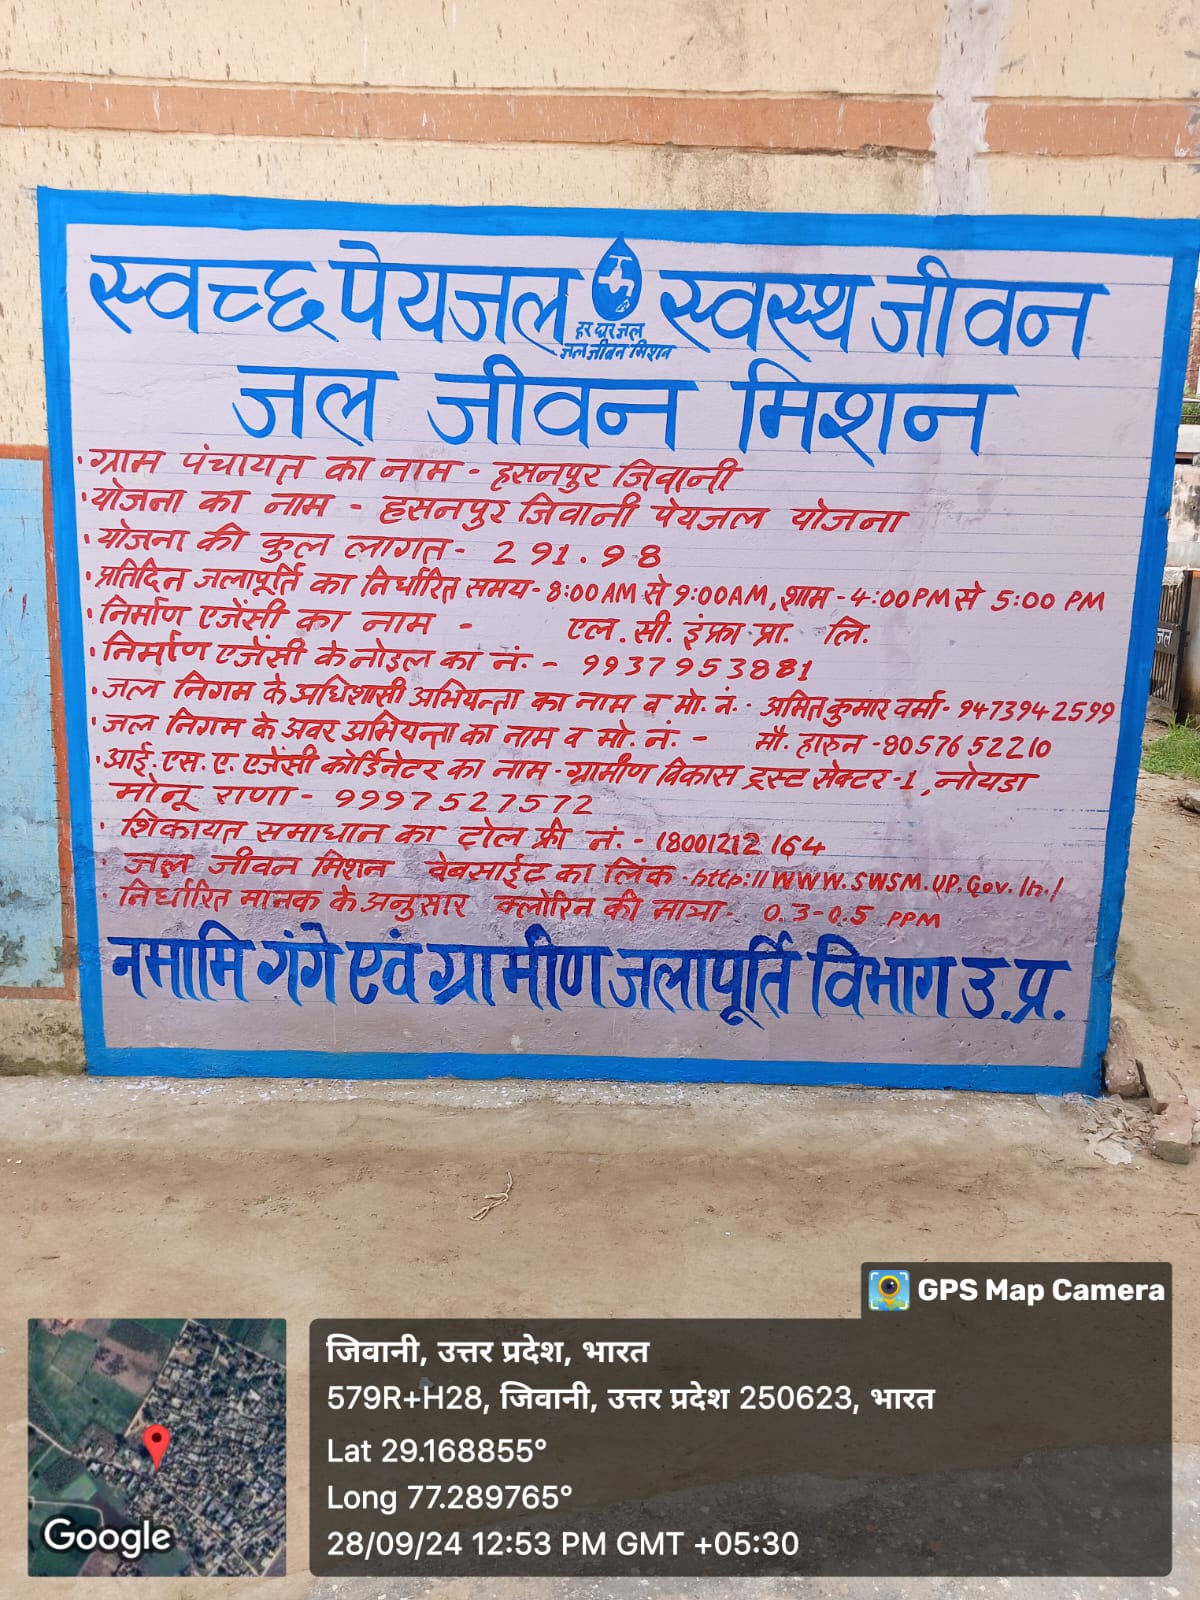 स्वच्छ पेयजल स्वस्थ जीवन
हर घर जल
जल जीवन मिशन
जल जीवन मिशन
· ग्राम पंचायत का नाम - हसनपुर जिवानी
· योजना का नाम - हसनपुर जिवानी पेयजल योजना
· योजना की कुल लागत - 291.98
· प्रतिदिन जलापूर्ति का निर्धारित समय - 8:00 AM से 9:00AM, शाम - 4:00PM से 5:00 PM
· निर्माण एजेंसी का नाम - एल. सी. इंफ्रा प्रा. लि.
· निर्माण एजेंसी के नोडल का नं. - 9937953881
· जल निगम के अधिशासी अभियन्ता का नाम व मो. नं. - अमित कुमार वर्मा - 9473942599
· जल निगम के अवर अभियन्ता का नाम व मो. नं. - मौ. हारुन - 8057652210
· आई. एस. ए. एजेंसी कोर्डिनेटर का नाम - ग्रामीण विकास ट्रस्ट सेक्टर-1, नोयडा
मोनू राणा - 9997527572
· शिकायत समाधान का टोल फ्री नं. - 18001212164
· जल जीवन मिशन वेबसाईट का लिंक - http://WWW.SWSM.UP.Gov.In./
· निर्धारित मानक के अनुसार क्लोरिन की मात्रा - 0.3-0.5 PPM
नमामि गंगे एवं ग्रामीण जलापूर्ति विभाग उ.प्र.
जल
GPS Map Camera
जिवानी, उत्तर प्रदेश, भारत
579R+H28, जिवानी, उत्तर प्रदेश 250623, भारत
Lat 29.168855°
Long 77.289765°
28/09/24 12:53 PM GMT +05:30
Google